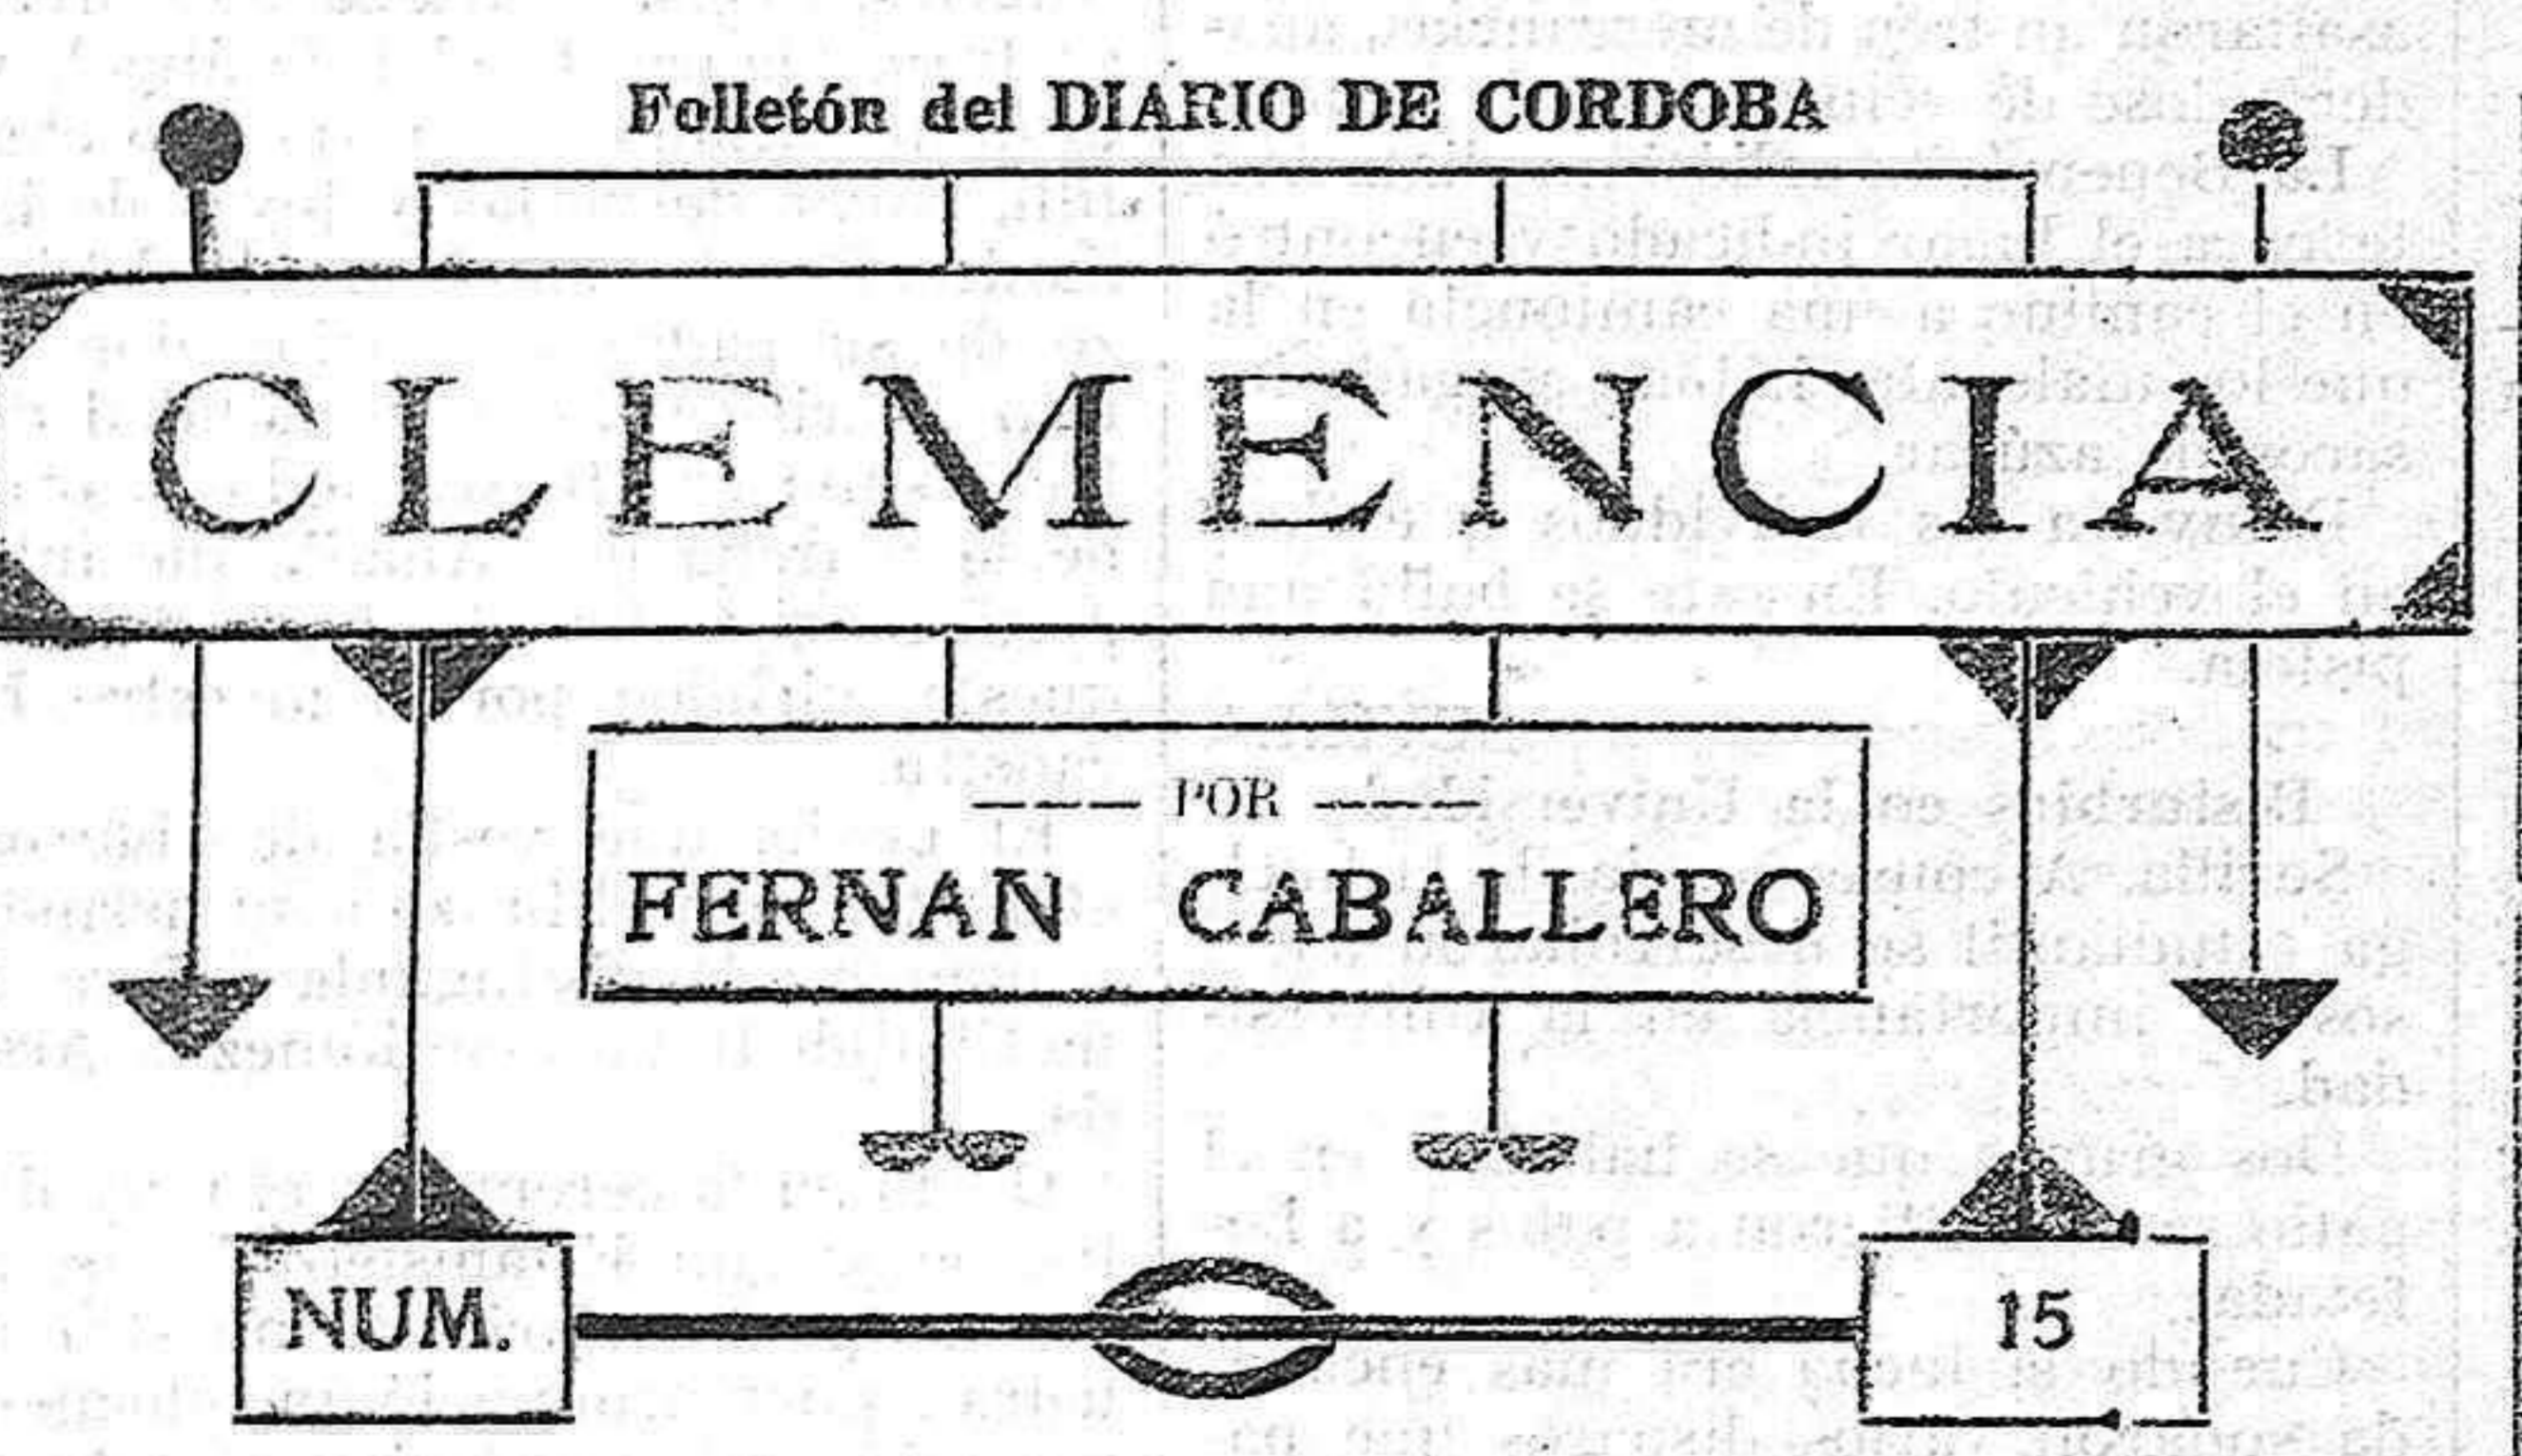 Folletón del DIARIO DE CORDOBA
CLEMENCIA
——— POR ———
FERNAN CABALLERO
NUM. 15